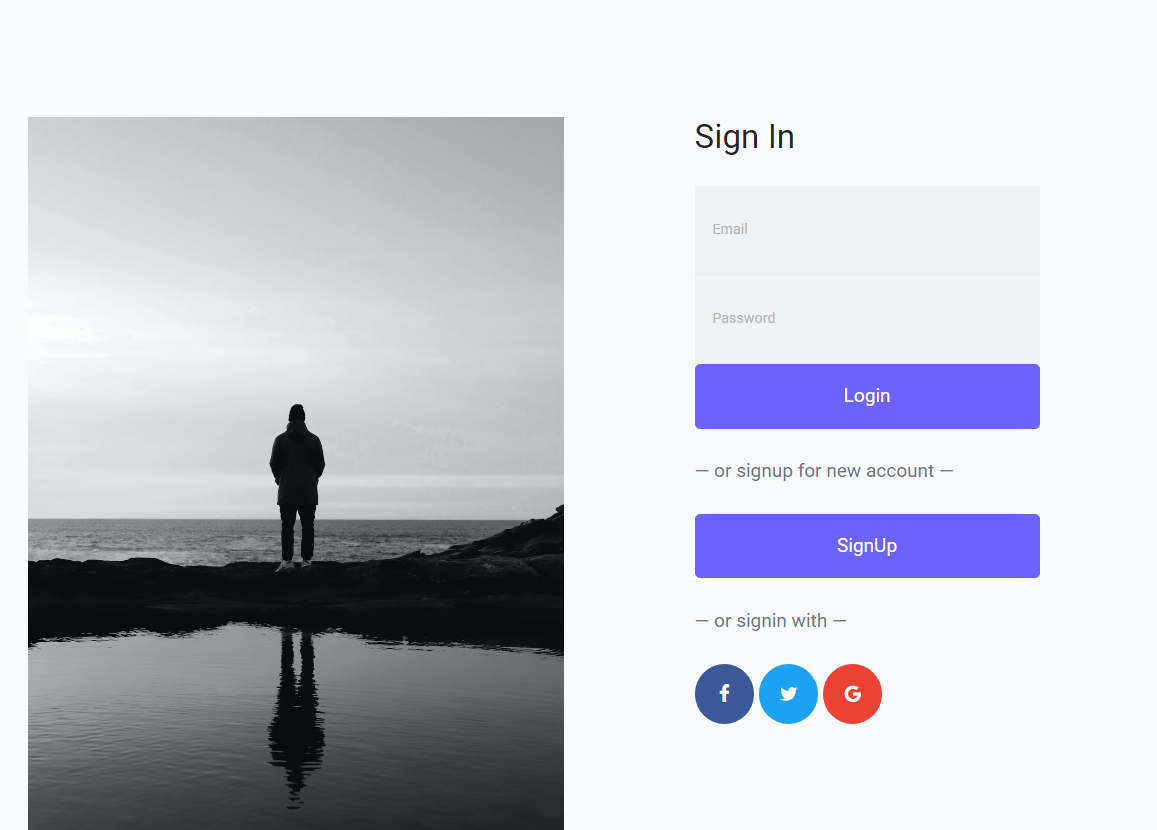 Sign In
Email
Password
Login
— or signup for new account —
SignUp
— or signin with —